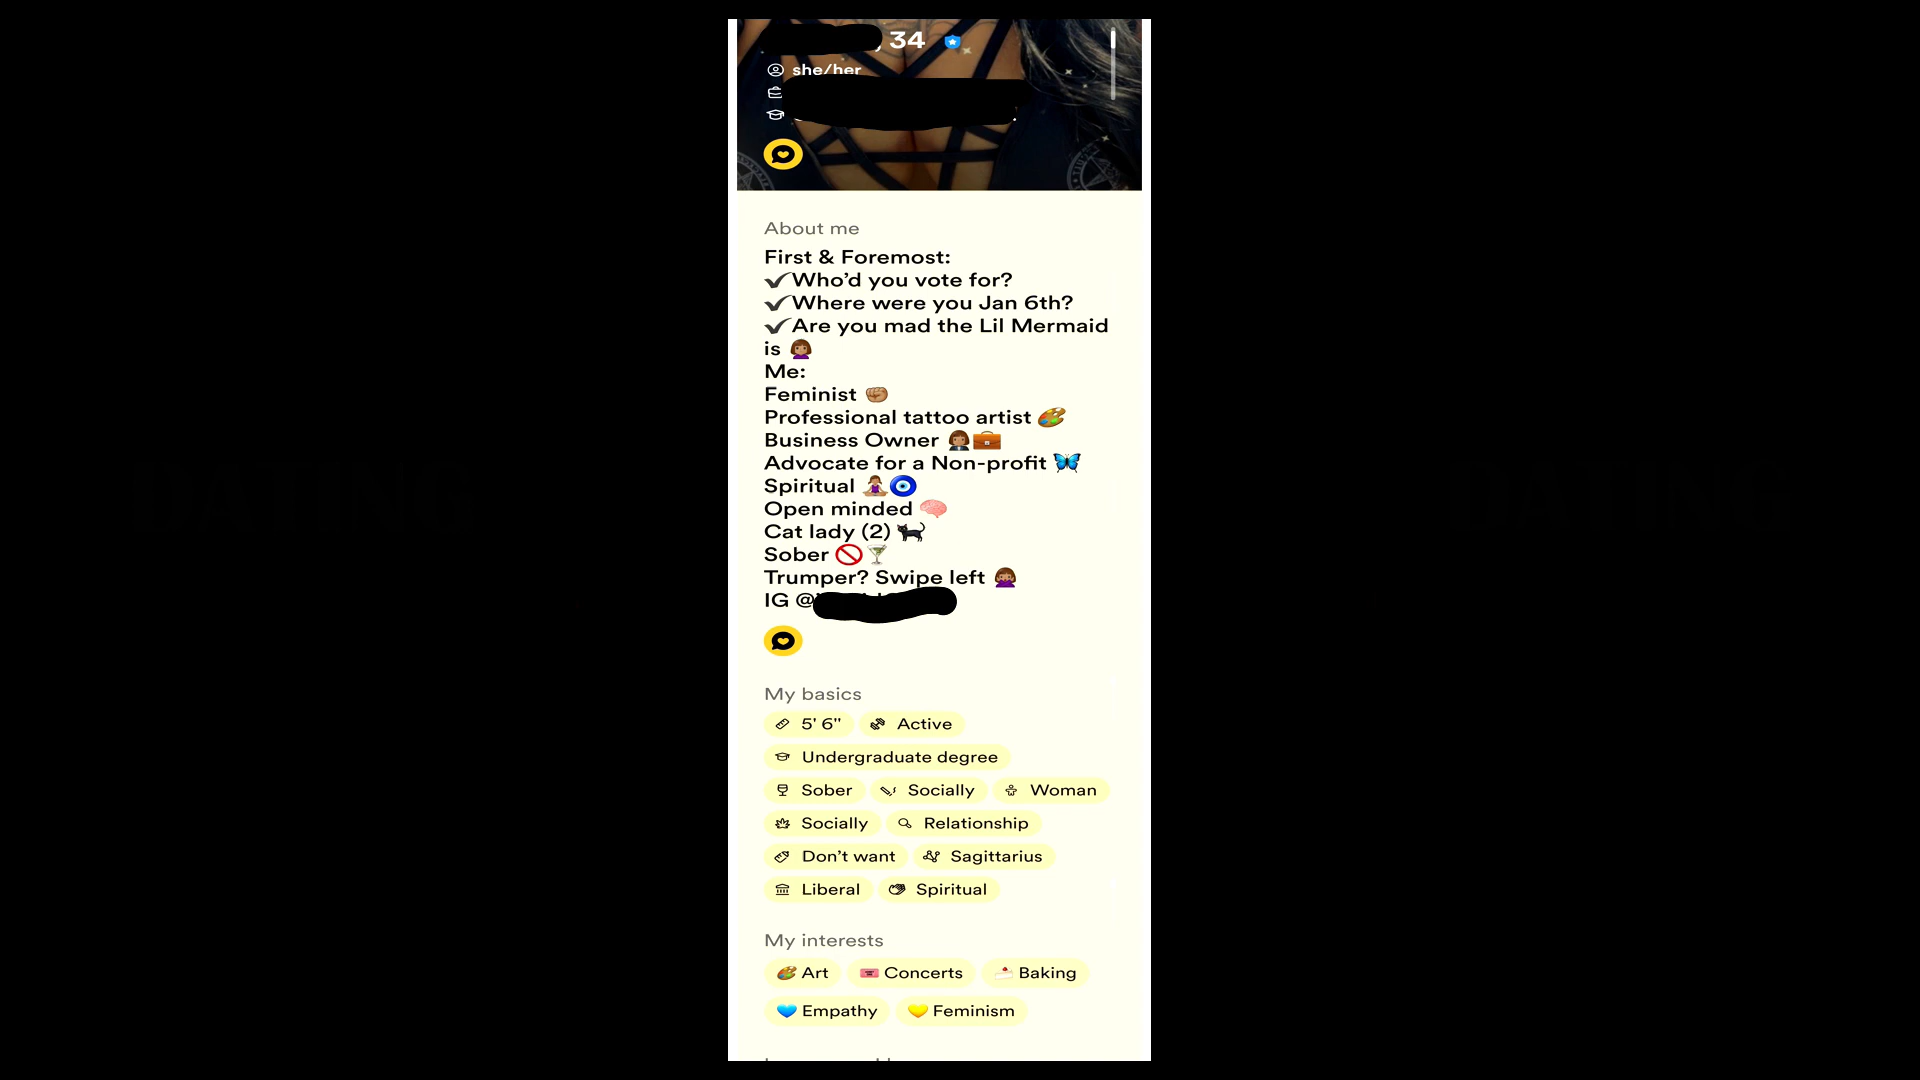 , 34
she/her
About me
First & Foremost:
✔Who’d you vote for?
✔Where were you Jan 6th?
✔Are you mad the Lil Mermaid
is 🤦🏽‍♀️
Me:
Feminist ✊🏽
Professional tattoo artist 🎨
Business Owner 👩🏽‍💼💼
Advocate for a Non-profit 🦋
Spiritual 🧘🏽‍♀️🧿
Open minded 🧠
Cat lady (2) 🐈‍⬛
Sober 🚫🍸
Trumper? Swipe left 🙅🏽‍♀️
IG @
My basics
5' 6" Active
Undergraduate degree
Sober Socially Woman
Socially Relationship
Don’t want Sagittarius
Liberal Spiritual
My interests
🎨 Art 🎟️ Concerts 🍰 Baking
💙 Empathy 💛 Feminism